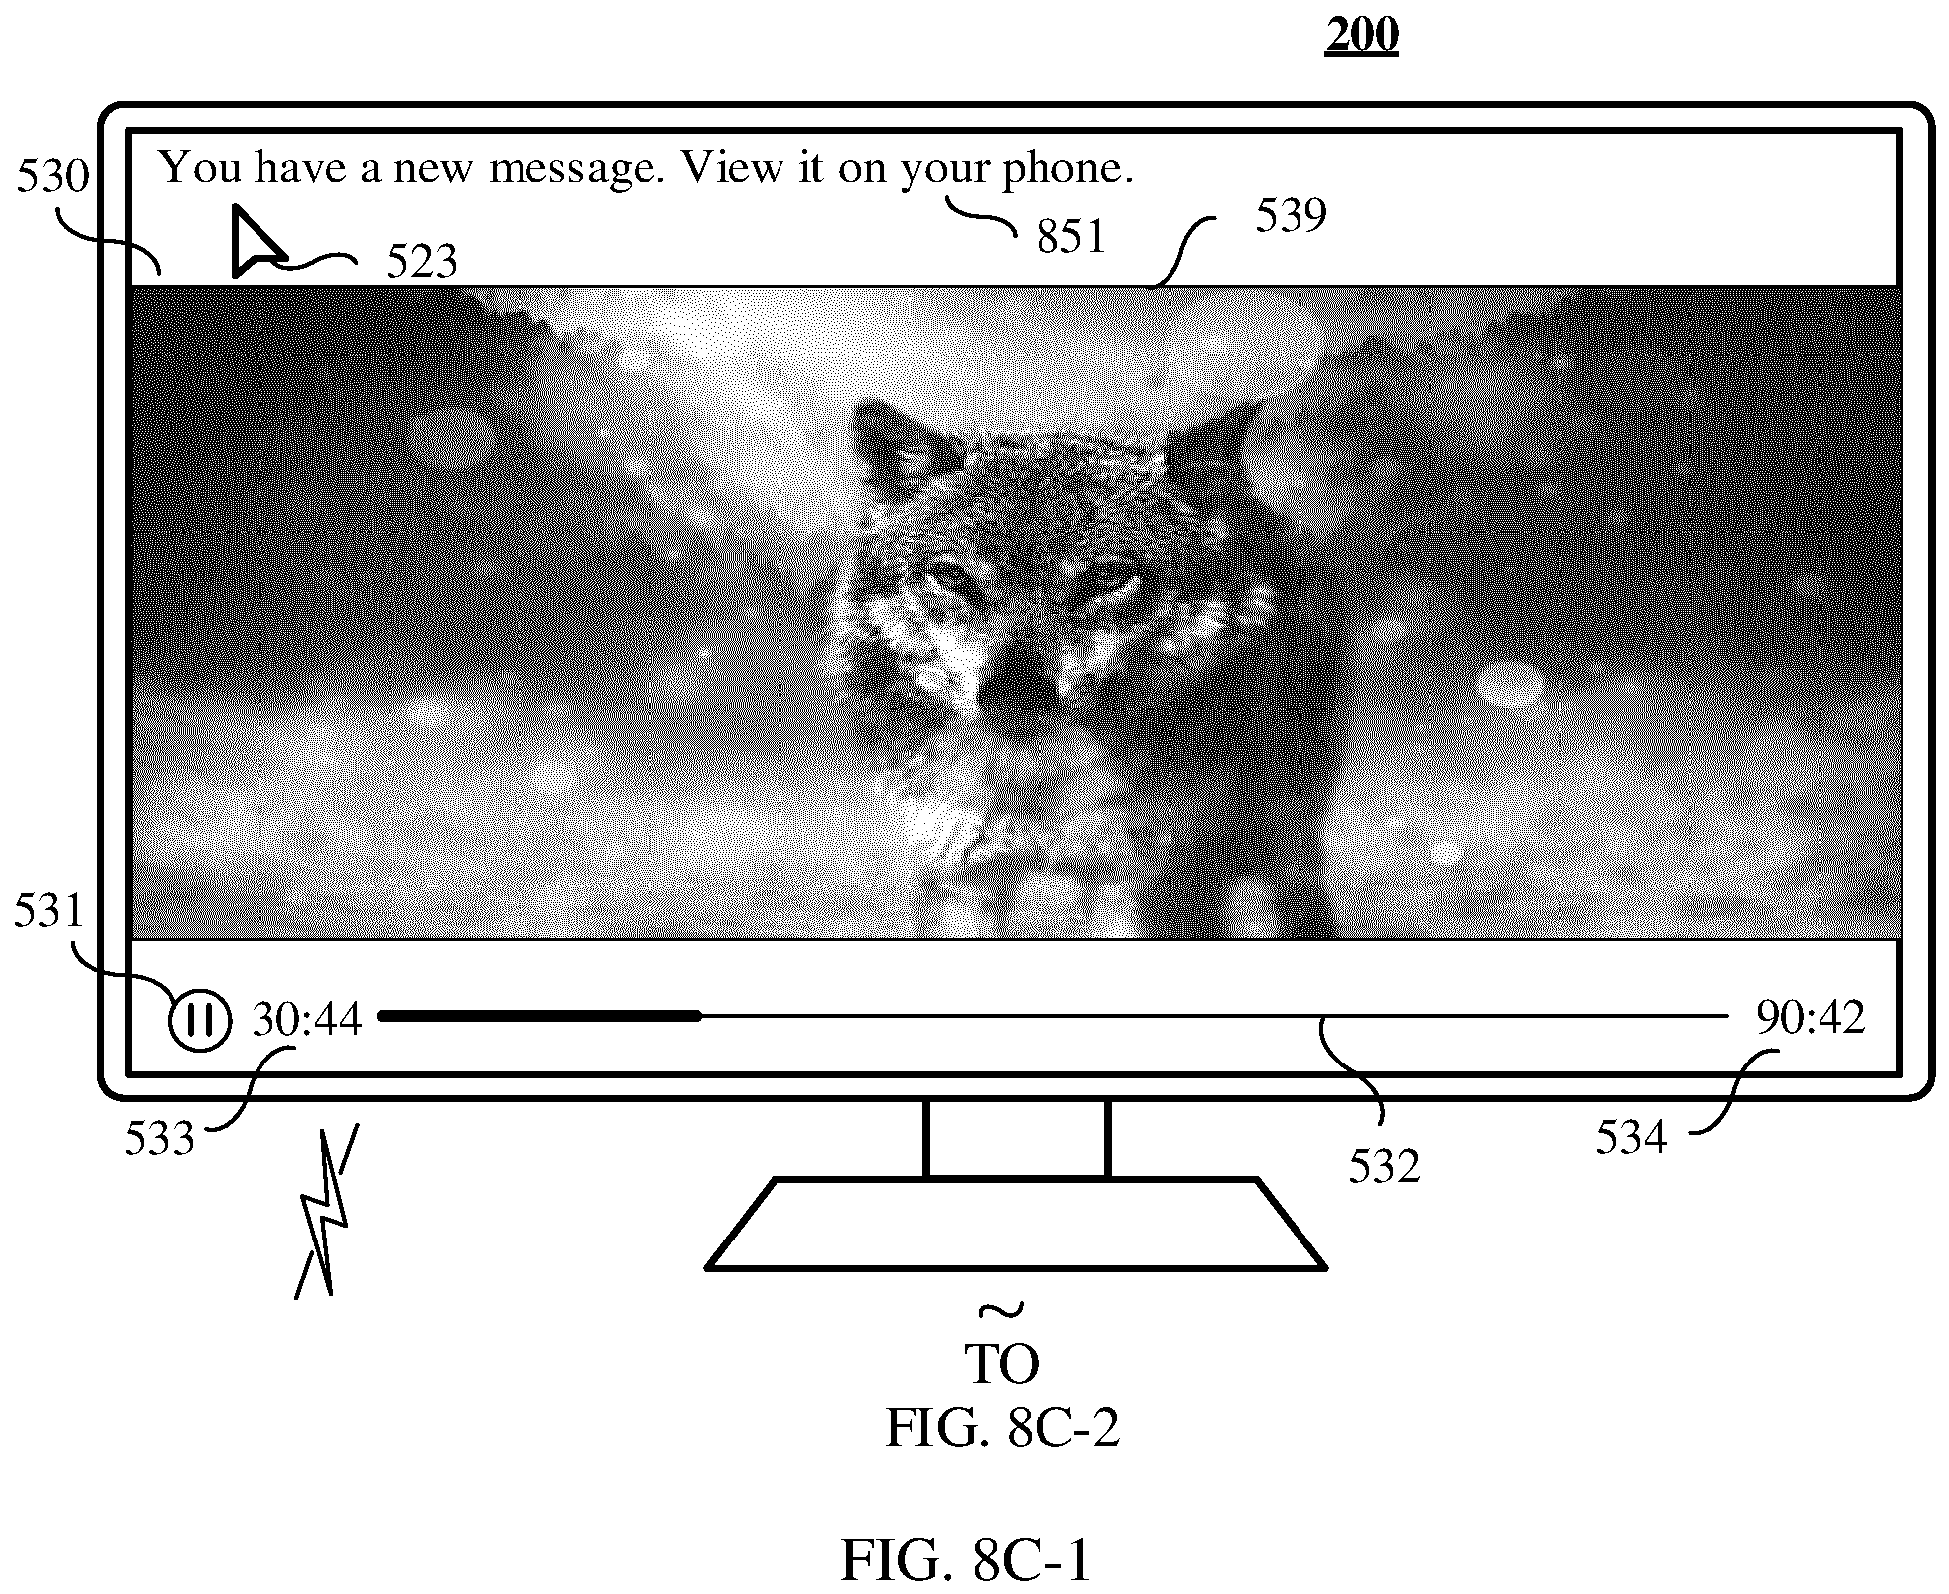 200
You have a new message. View it on your phone.
530
539
851
523
531
30:44
90:42
533
534
532
TO
FIG. 8C-2
FIG. 8C-1